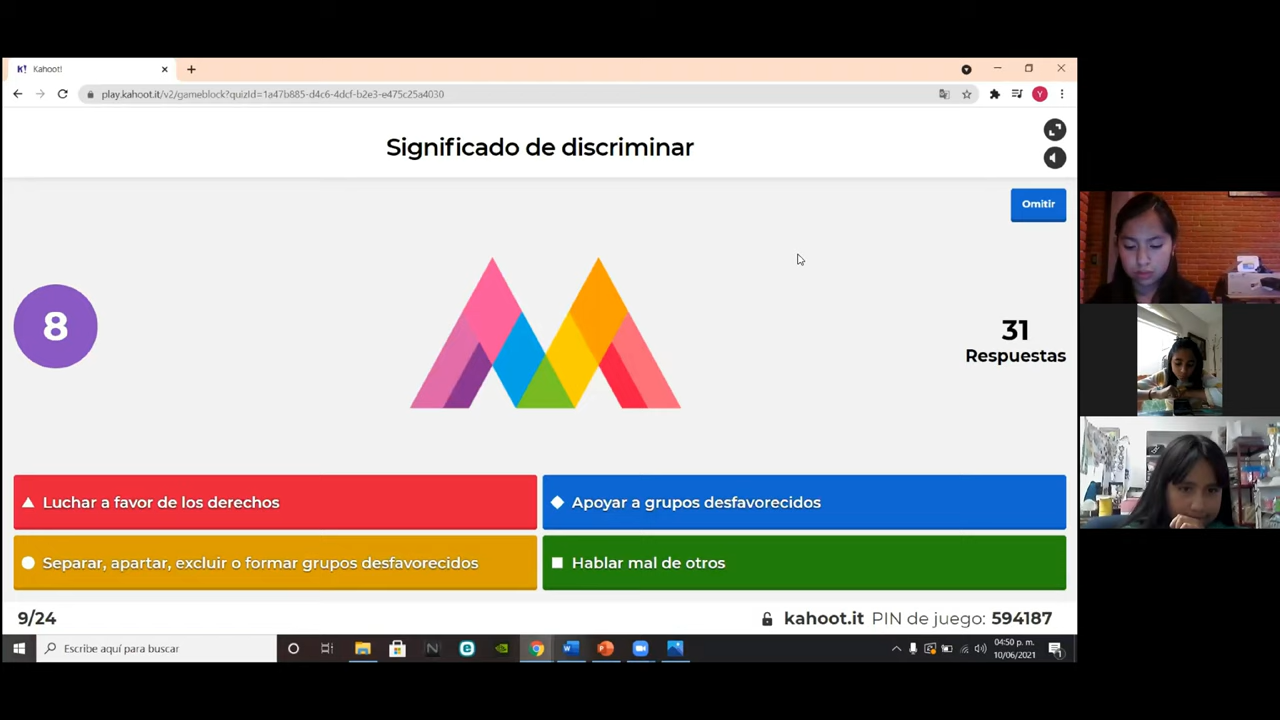 K! Kahoot!
play.kahoot.it/v2/gameblock?quizId=1a47b885-d4c6-4dcf-b2e3-e475c25a4030
Y
Significado de discriminar
Omitir
8
31
Respuestas
Luchar a favor de los derechos
Apoyar a grupos desfavorecidos
Separar, apartar, excluir o formar grupos desfavorecidos
Hablar mal de otros
9/24
kahoot.it PIN de juego: 594187
Escribe aquí para buscar
04:50 p. m.
10/06/2021